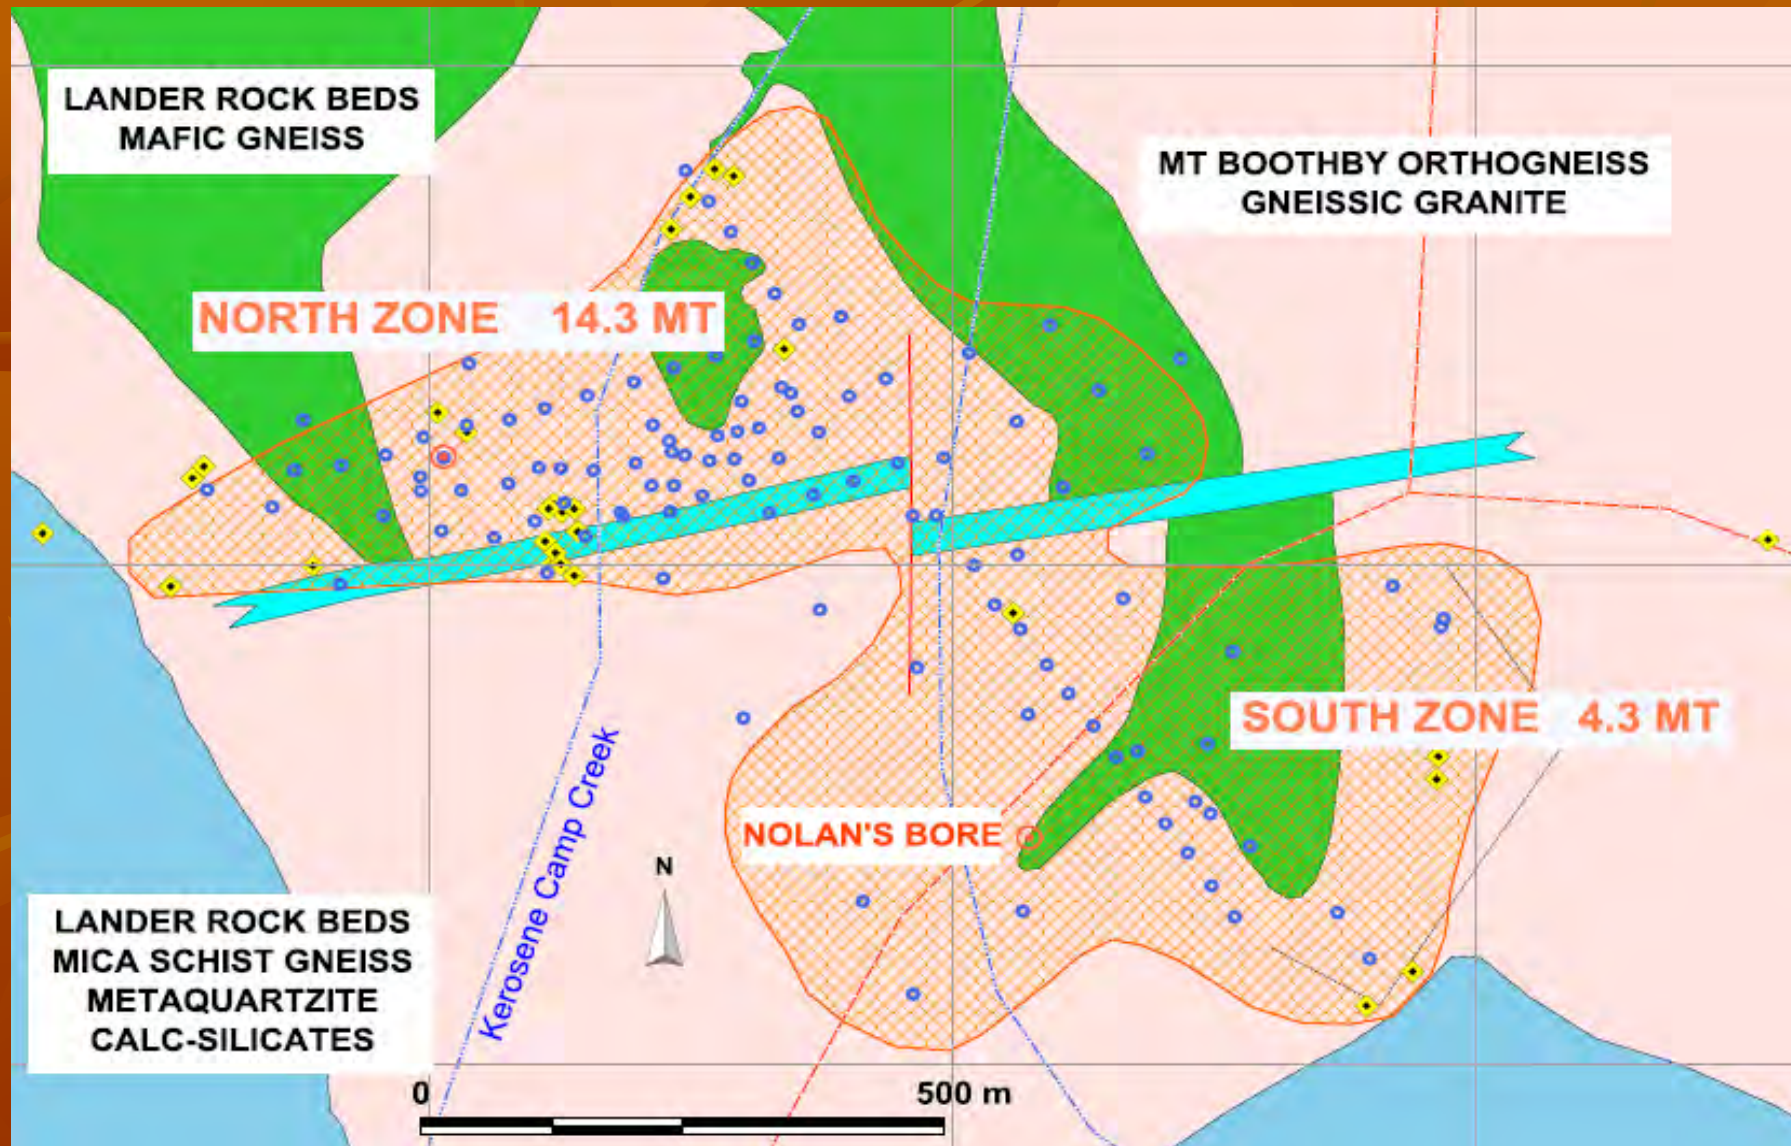 LANDER ROCK BEDS
MAFIC GNEISS
MT BOOTHBY ORTHOGNEISS
GNEISSIC GRANITE
NORTH ZONE 14.3 MT
SOUTH ZONE 4.3 MT
NOLAN'S BORE
Kerosene Camp Creek
N
LANDER ROCK BEDS
MICA SCHIST GNEISS
METAQUARTZITE
CALC-SILICATES
0 500 m